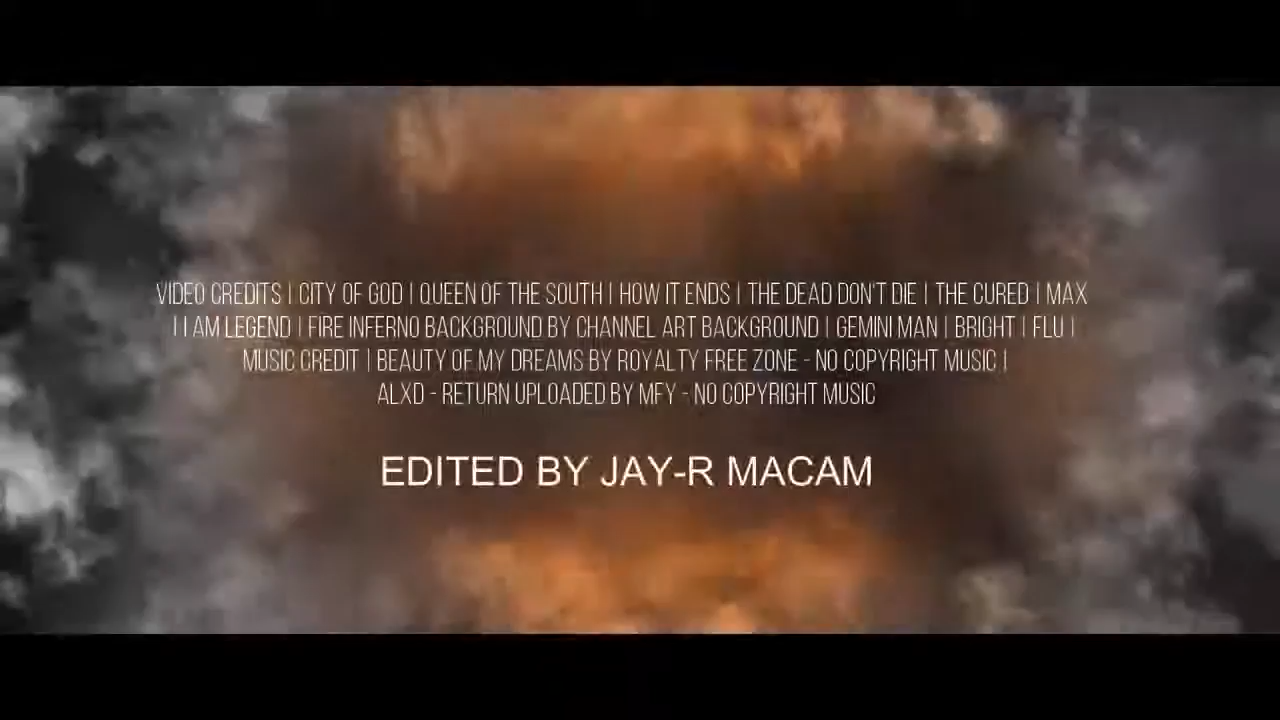 VIDEO CREDITS | CITY OF GOD | QUEEN OF THE SOUTH | HOW IT ENDS | THE DEAD DON'T DIE | THE CURED | MAX
| I AM LEGEND | FIRE INFERNO BACKGROUND BY CHANNEL ART BACKGROUND | GEMINI MAN | BRIGHT | FLU |
MUSIC CREDIT | BEAUTY OF MY DREAMS BY ROYALTY FREE ZONE - NO COPYRIGHT MUSIC |
ALXD - RETURN UPLOADED BY MFY - NO COPYRIGHT MUSIC
EDITED BY JAY-R MACAM